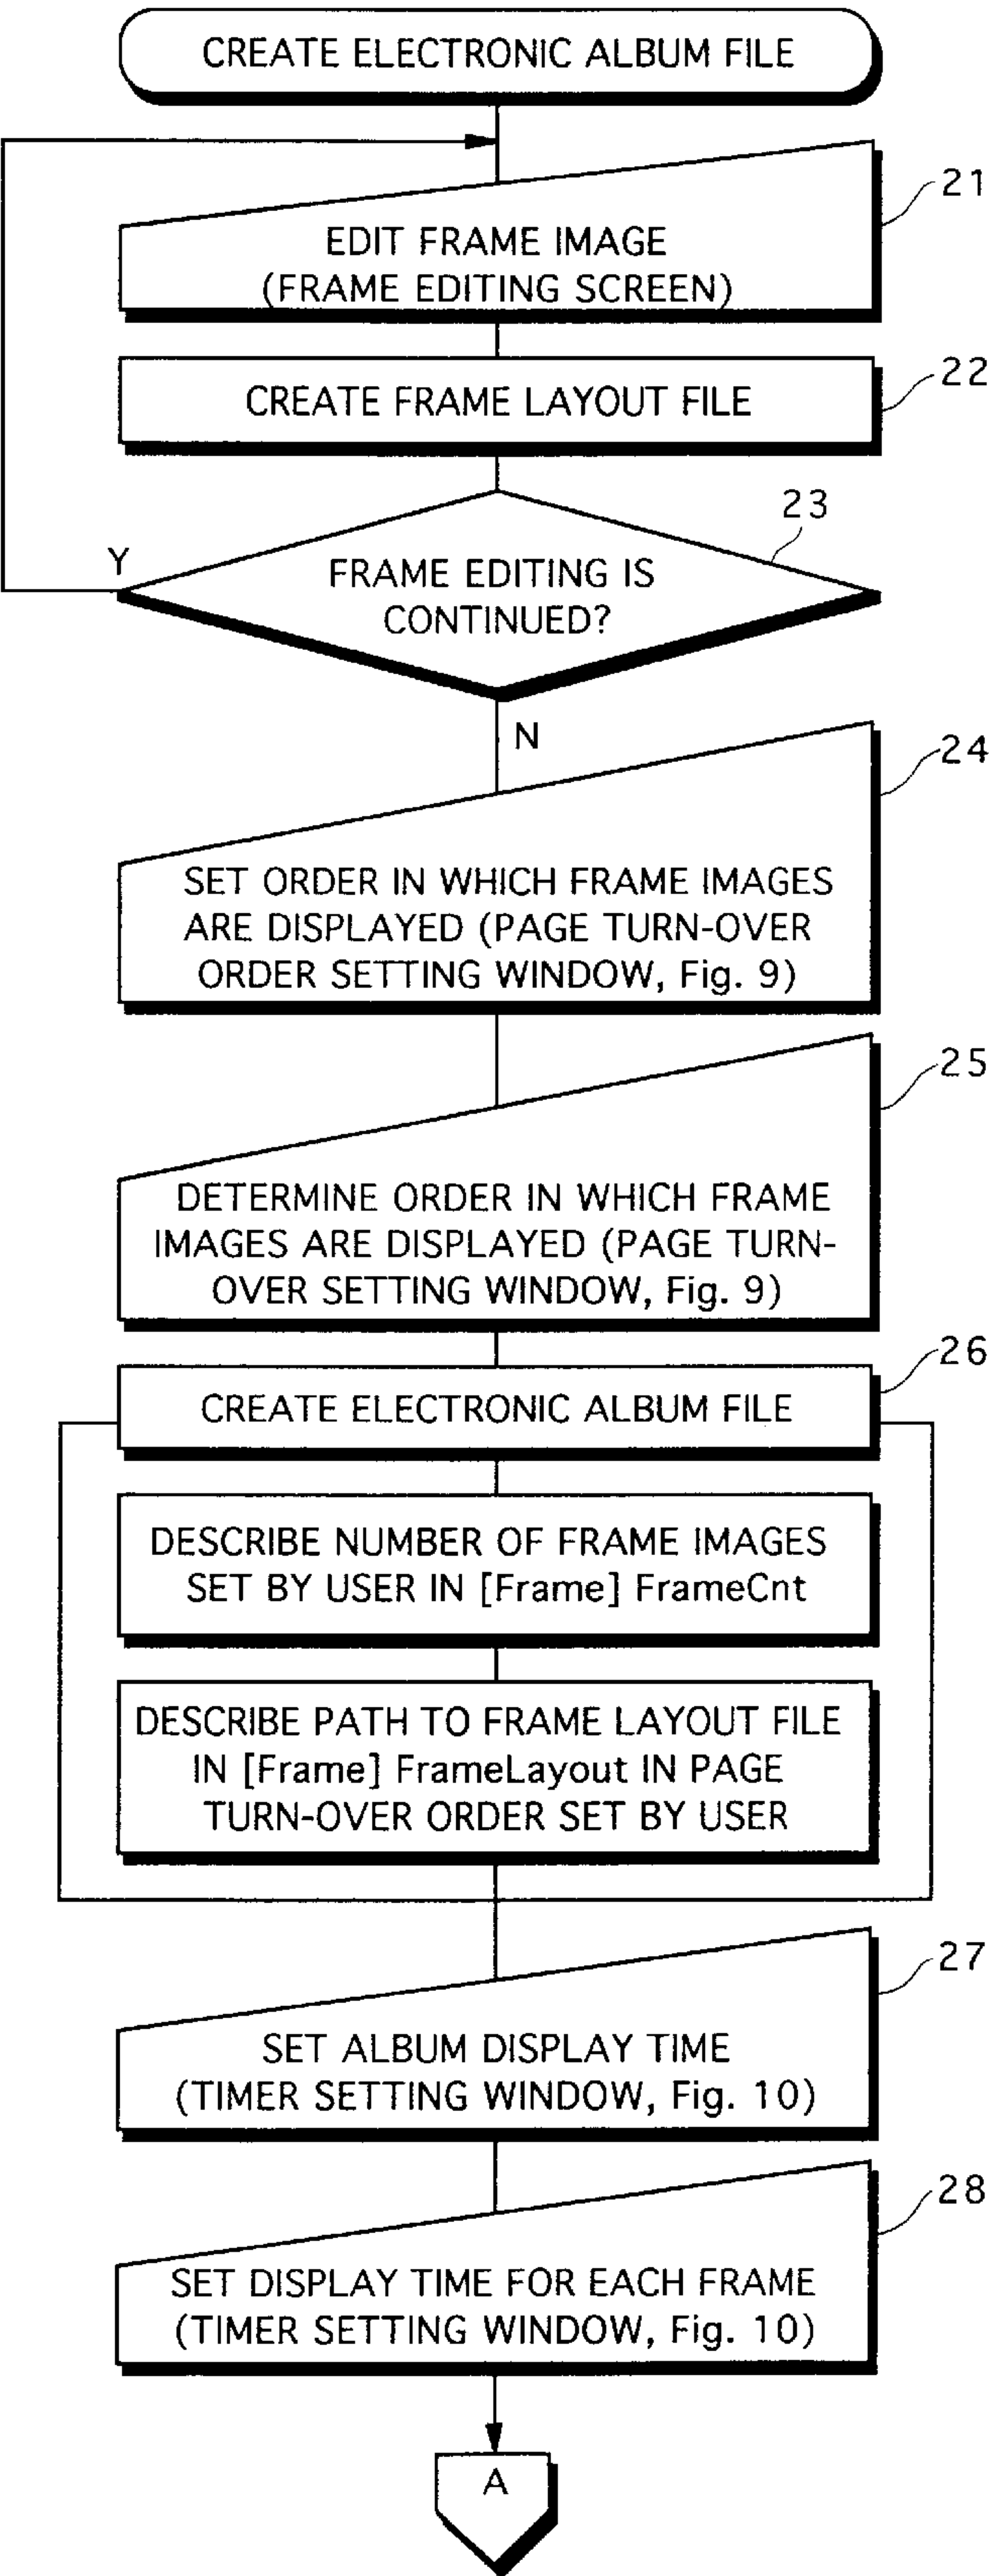 CREATE ELECTRONIC ALBUM FILE
21
EDIT FRAME IMAGE
(FRAME EDITING SCREEN)
22
CREATE FRAME LAYOUT FILE
23
Y
FRAME EDITING IS
CONTINUED?
N
24
SET ORDER IN WHICH FRAME IMAGES
ARE DISPLAYED (PAGE TURN-OVER
ORDER SETTING WINDOW, Fig. 9)
25
DETERMINE ORDER IN WHICH FRAME
IMAGES ARE DISPLAYED (PAGE TURN-
OVER SETTING WINDOW, Fig. 9)
26
CREATE ELECTRONIC ALBUM FILE
DESCRIBE NUMBER OF FRAME IMAGES
SET BY USER IN [Frame] FrameCnt
DESCRIBE PATH TO FRAME LAYOUT FILE
IN [Frame] FrameLayout IN PAGE
TURN-OVER ORDER SET BY USER
27
SET ALBUM DISPLAY TIME
(TIMER SETTING WINDOW, Fig. 10)
28
SET DISPLAY TIME FOR EACH FRAME
(TIMER SETTING WINDOW, Fig. 10)
A